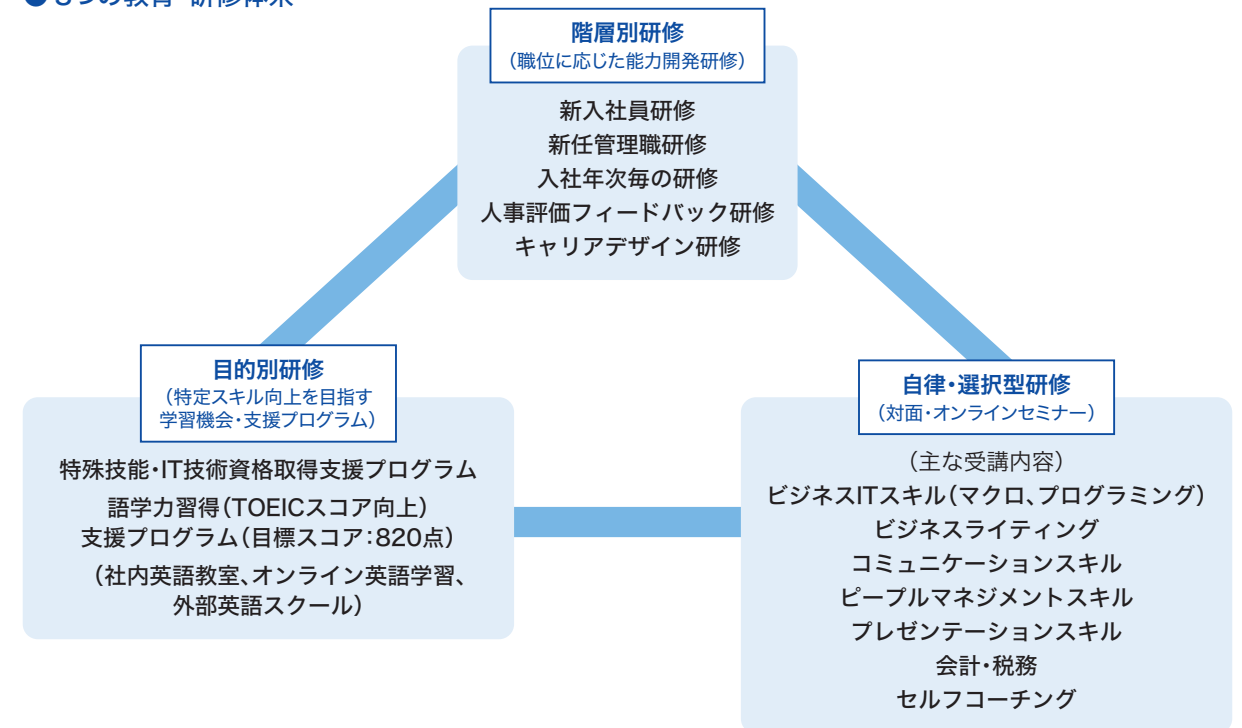 ●3つの教育・研修体系
階層別研修
（職位に応じた能力開発研修）
新入社員研修
新任管理職研修
入社年次毎の研修
人事評価フィードバック研修
キャリアデザイン研修
目的別研修
（特定スキル向上を目指す
学習機会・支援プログラム）
特殊技能・IT技術資格取得支援プログラム
語学力習得（TOEICスコア向上）
支援プログラム（目標スコア：820点）
（社内英語教室、オンライン英語学習、
外部英語スクール）
自律・選択型研修
（対面・オンラインセミナー）
（主な受講内容）
ビジネスITスキル（マクロ、プログラミング）
ビジネスライティング
コミュニケーションスキル
ピープルマネジメントスキル
プレゼンテーションスキル
会計・税務
セルフコーチング